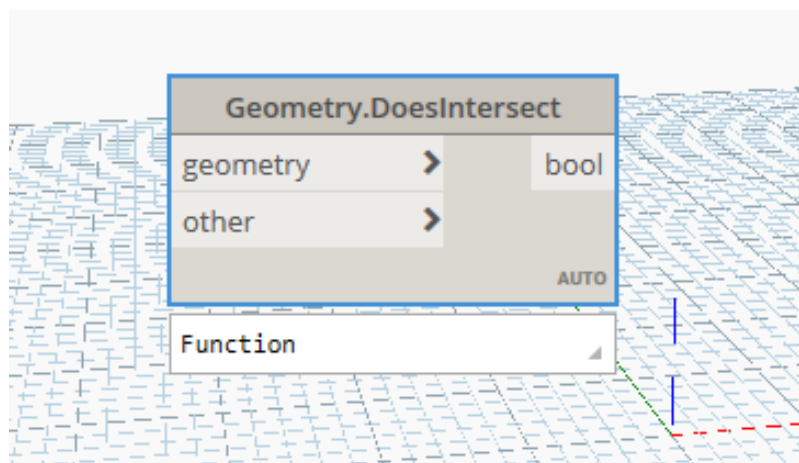 Geometry.DoesIntersect
geometry
bool
other
AUTO
Function